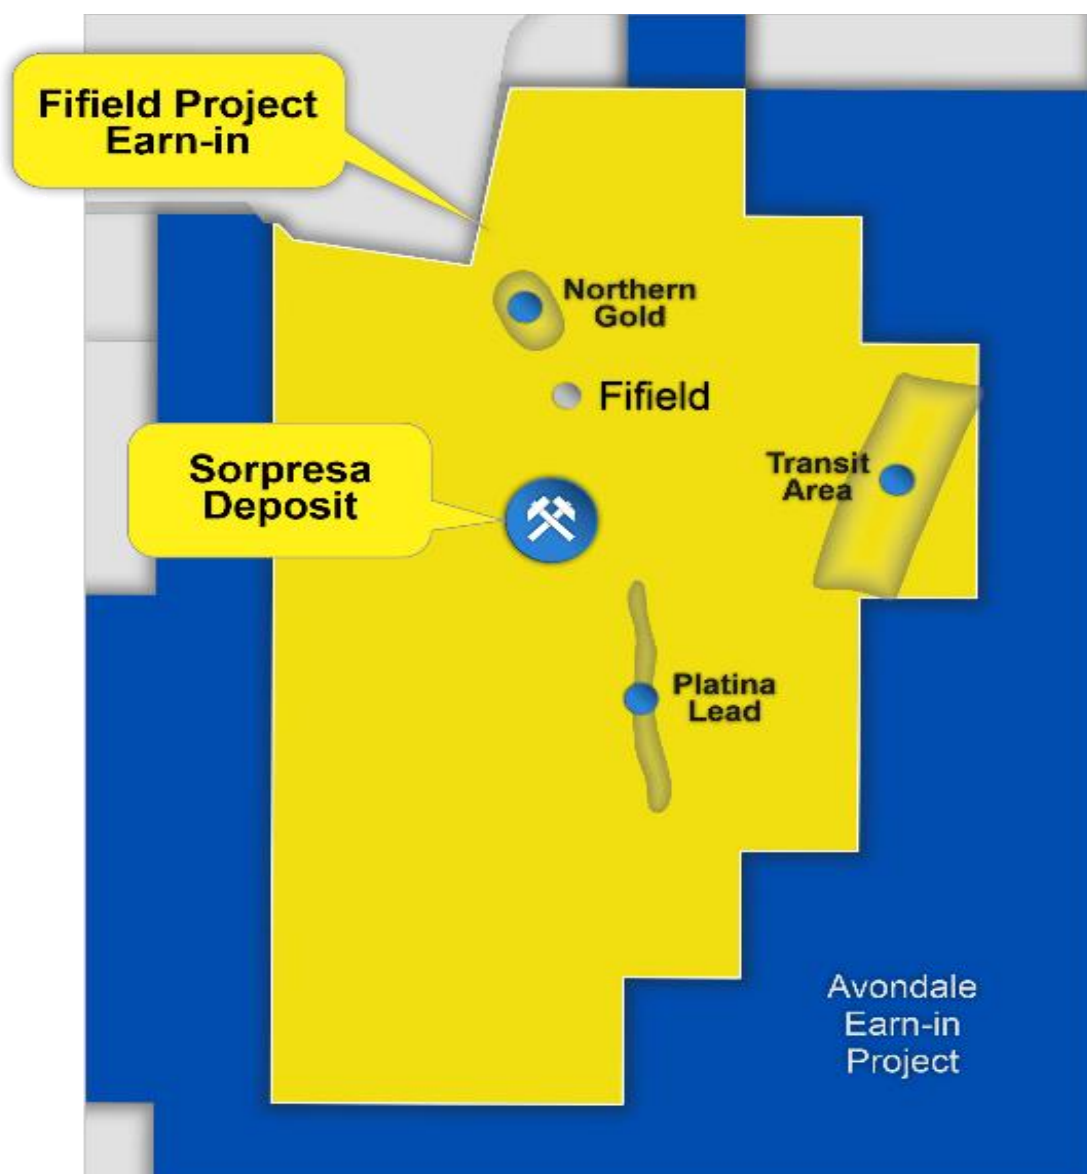 Fifield Project
Earn-in
Northern
Gold
Fifield
Sorpresa
Deposit
Transit
Area
Platina
Lead
Avondale
Earn-in
Project